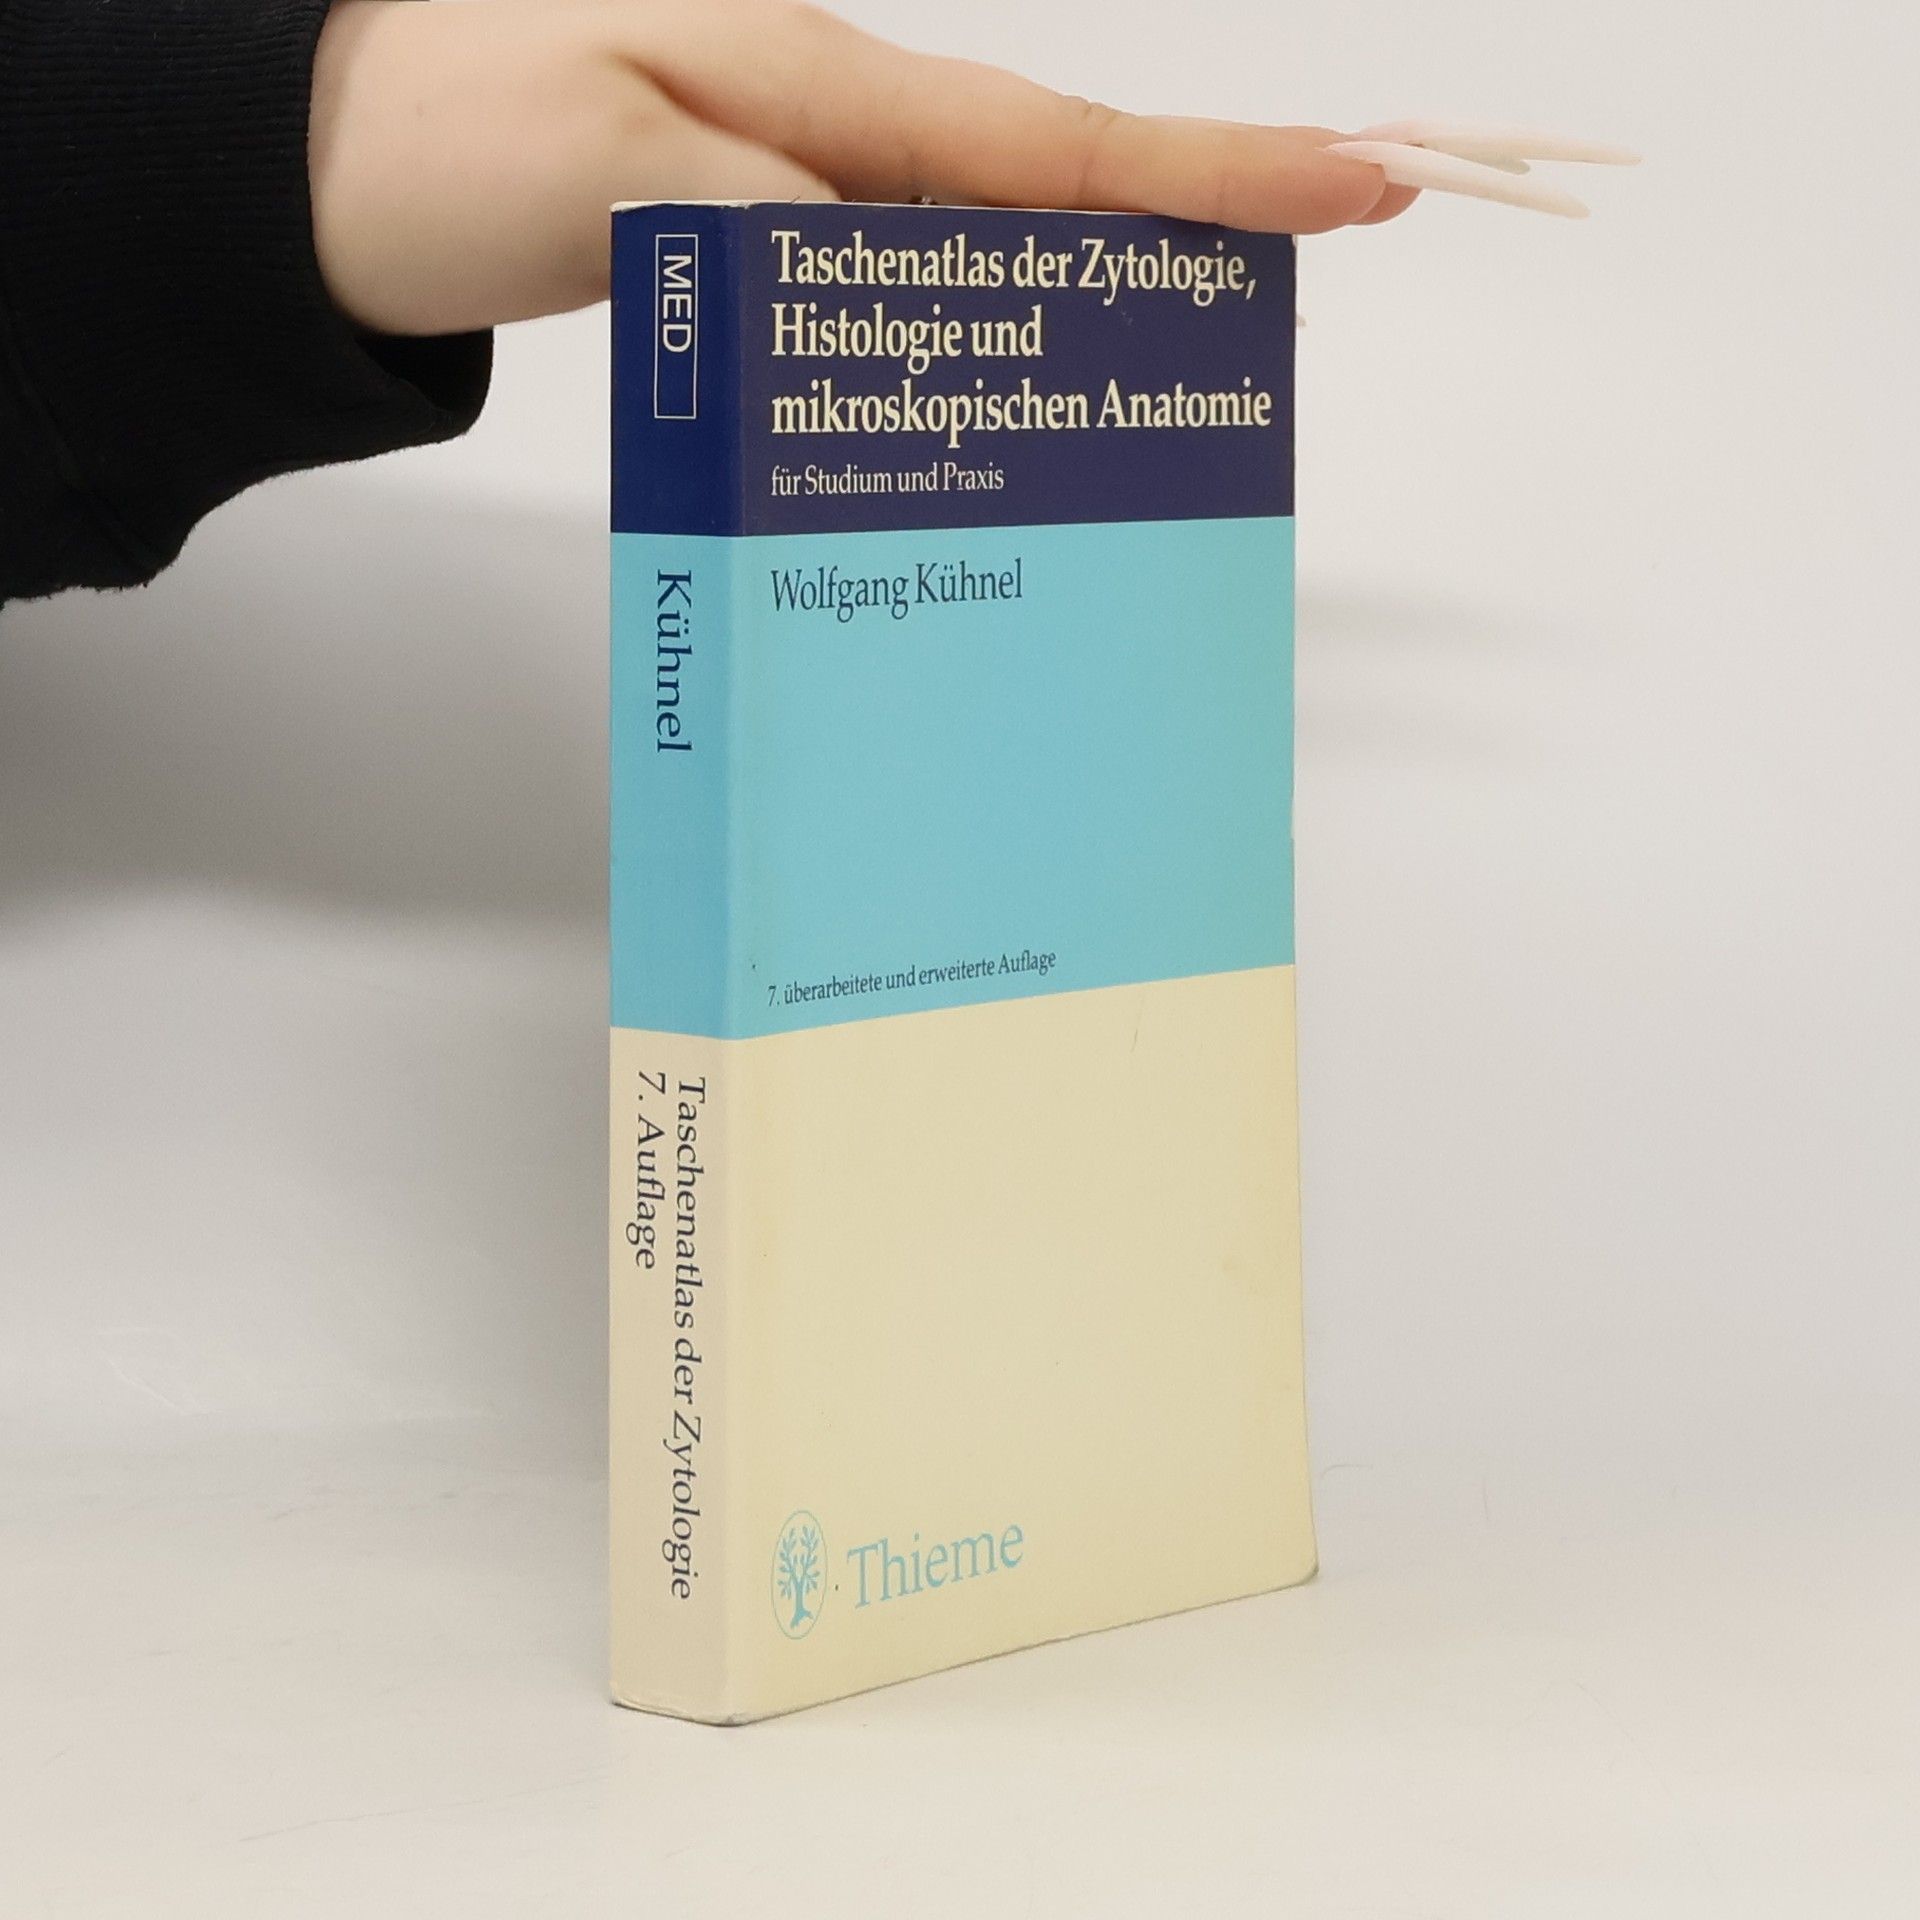 MED
Kühnel
Taschenatlas der Zytologie
7. Auflage
Taschenatlas der Zytologie,
Histologie und
mikroskopischen Anatomie
für Studium und Praxis
Wolfgang Kühnel
7. überarbeitete und erweiterte Auflage
Thieme